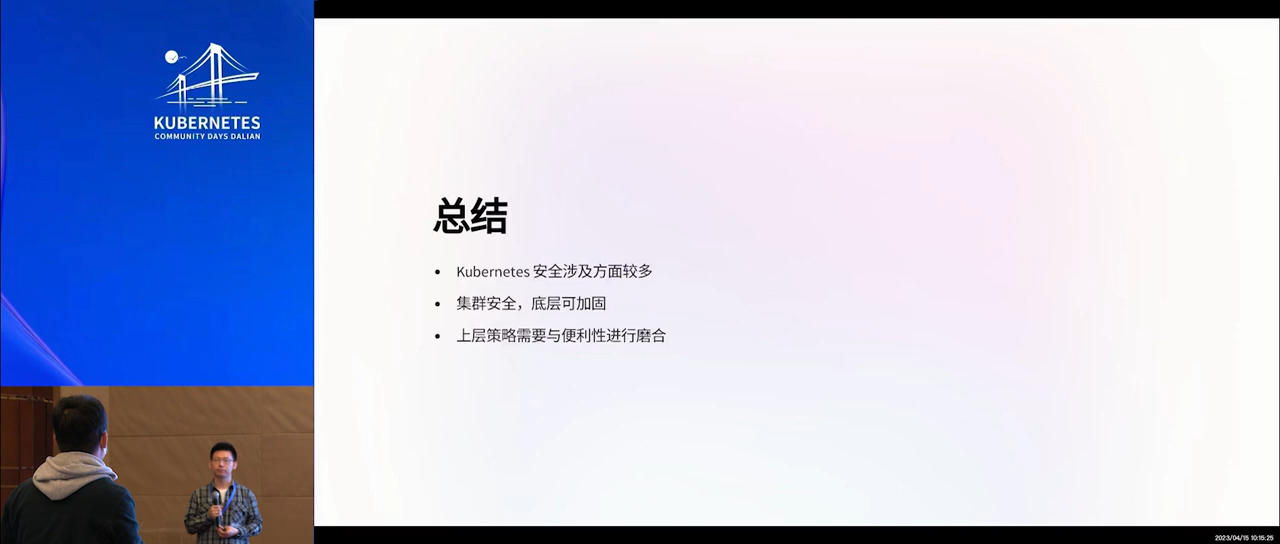 KUBERNETES
COMMUNITY DAYS DALIAN
总结
Kubernetes 安全涉及方面较多
集群安全，底层可加固
上层策略需要与便利性进行磨合
2023/04/15 10:15:25